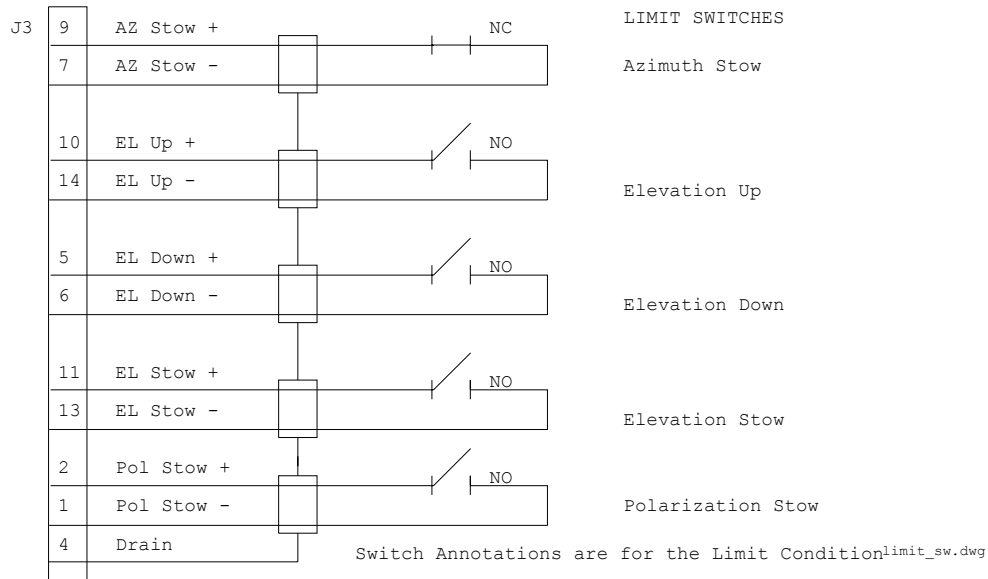 LIMIT SWITCHES
J3 9 AZ Stow + NC
7 AZ Stow - Azimuth Stow
10 EL Up + NO
14 EL Up - Elevation Up
5 EL Down + NO
6 EL Down - Elevation Down
11 EL Stow + NO
13 EL Stow - Elevation Stow
2 Pol Stow + NO
1 Pol Stow - Polarization Stow
4 Drain
Switch Annotations are for the Limit Condition limit_sw.dwg